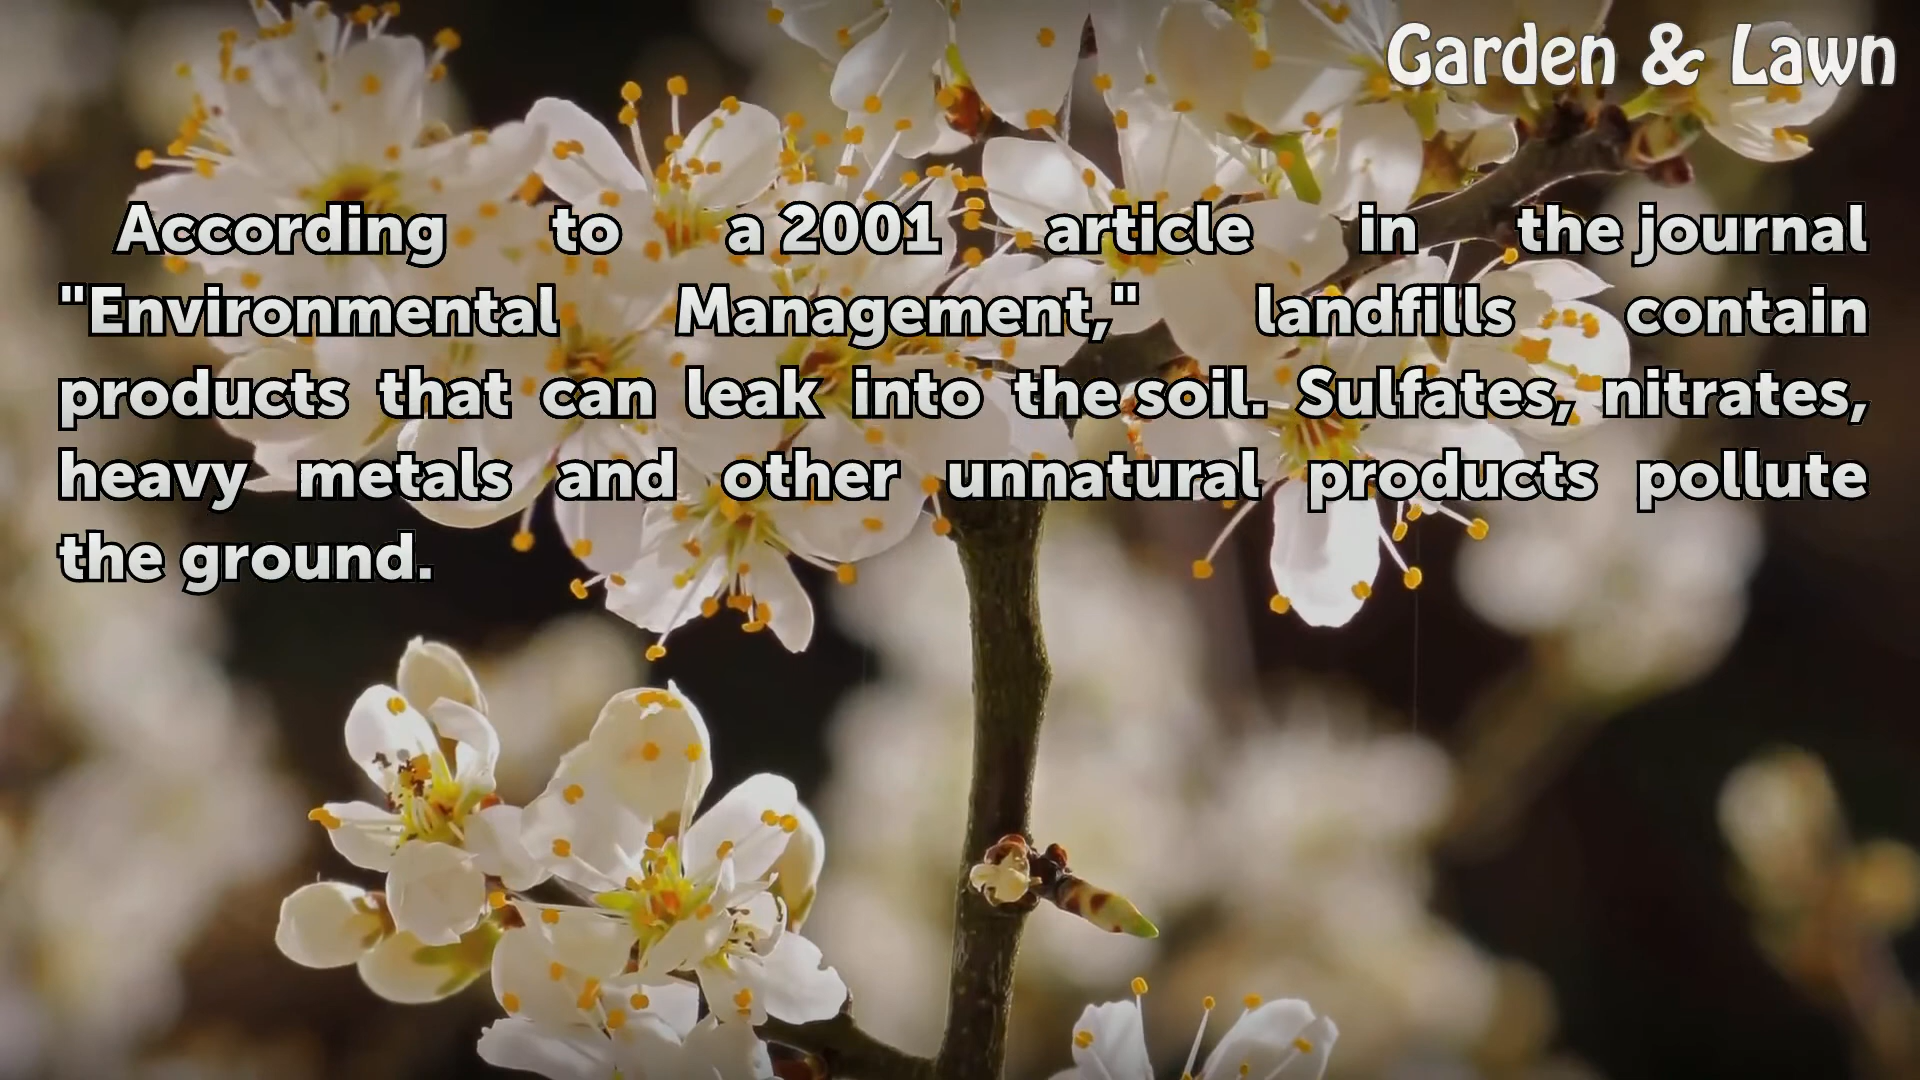 Garden & Lawn
According to a 2001 article in the journal
"Environmental Management," landfills contain
products that can leak into the soil. Sulfates, nitrates,
heavy metals and other unnatural products pollute
the ground.